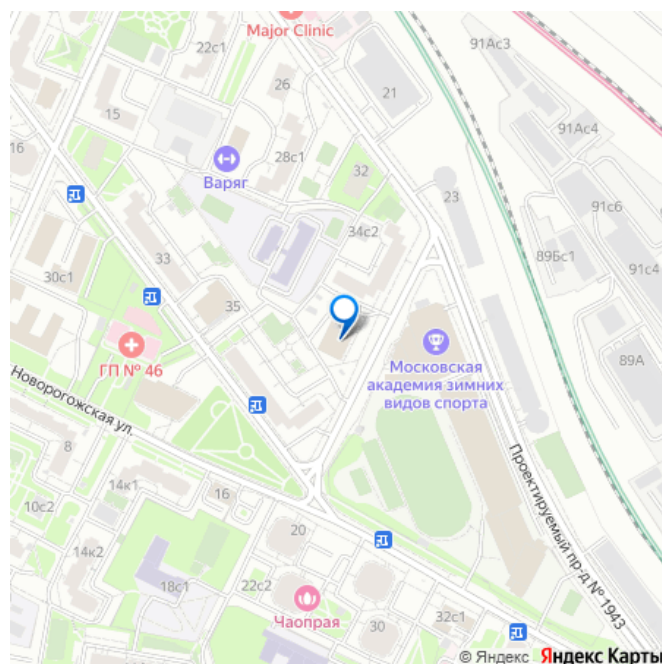 Major Clinic
22с1
91Ас3
26
21
15
91Ас4
16
28с1
Варяг
32
23
91с6
34с2
89Бс1
33
91с4
30с1
35
ГП № 46
Московская
академия зимних
видов спорта
89А
Новорогожская ул.
Проектируемый пр-д № 1943
8
14к1
16
10с2
20
14к2
18с1
22с2
Чаопрая
30
32с1
© Яндекс Яндекс Карты